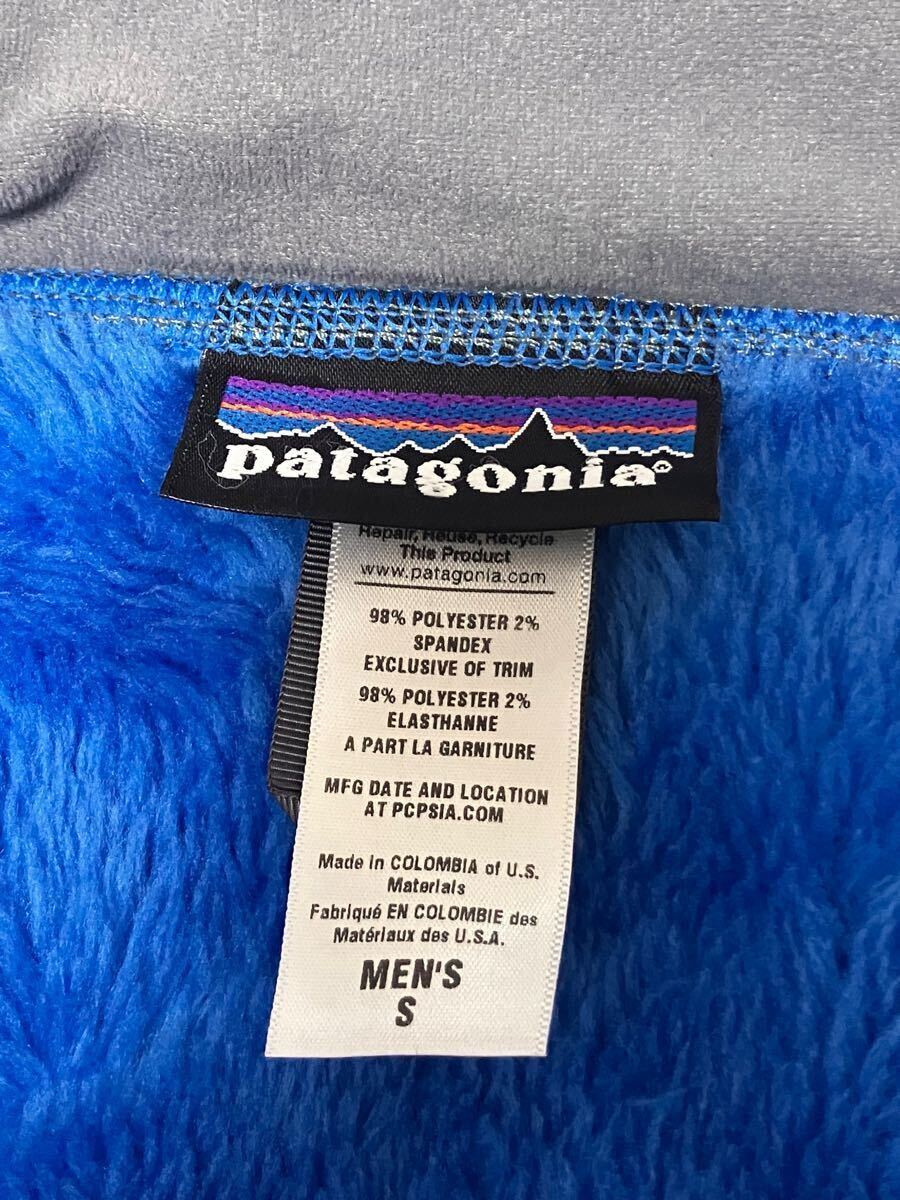 patagonia®
Repair, Reuse, Recycle
This Product
www.patagonia.com
98% POLYESTER 2%
SPANDEX
EXCLUSIVE OF TRIM
98% POLYESTER 2%
ELASTHANNE
A PART LA GARNITURE
MFG DATE AND LOCATION
AT PCPSIA.COM
Made in COLOMBIA of U.S.
Materials
Fabriqué EN COLOMBIE des
Matériaux des U.S.A.
MEN'S
S